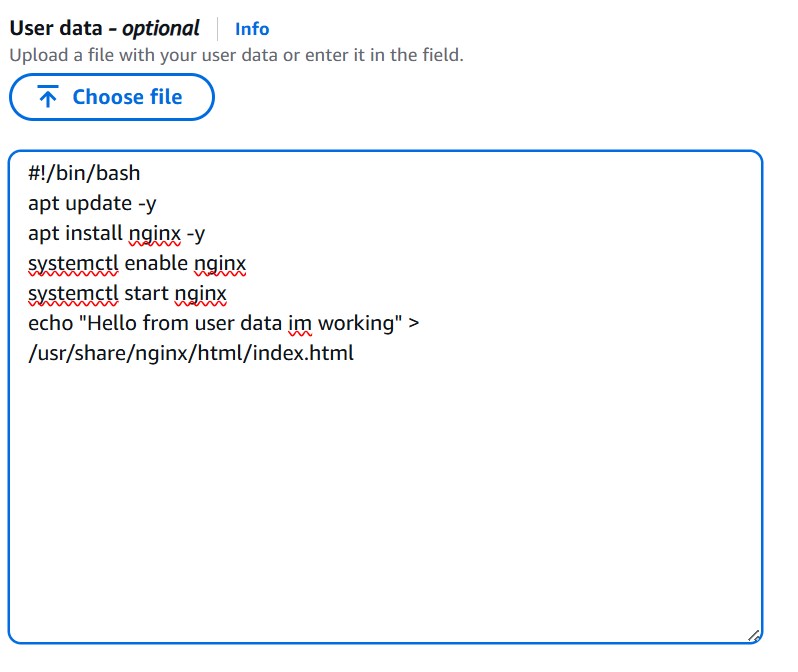 User data - optional Info
Upload a file with your user data or enter it in the field.
Choose file
#!/bin/bash
apt update -y
apt install nginx -y
systemctl enable nginx
systemctl start nginx
echo "Hello from user data im working" >
/usr/share/nginx/html/index.html